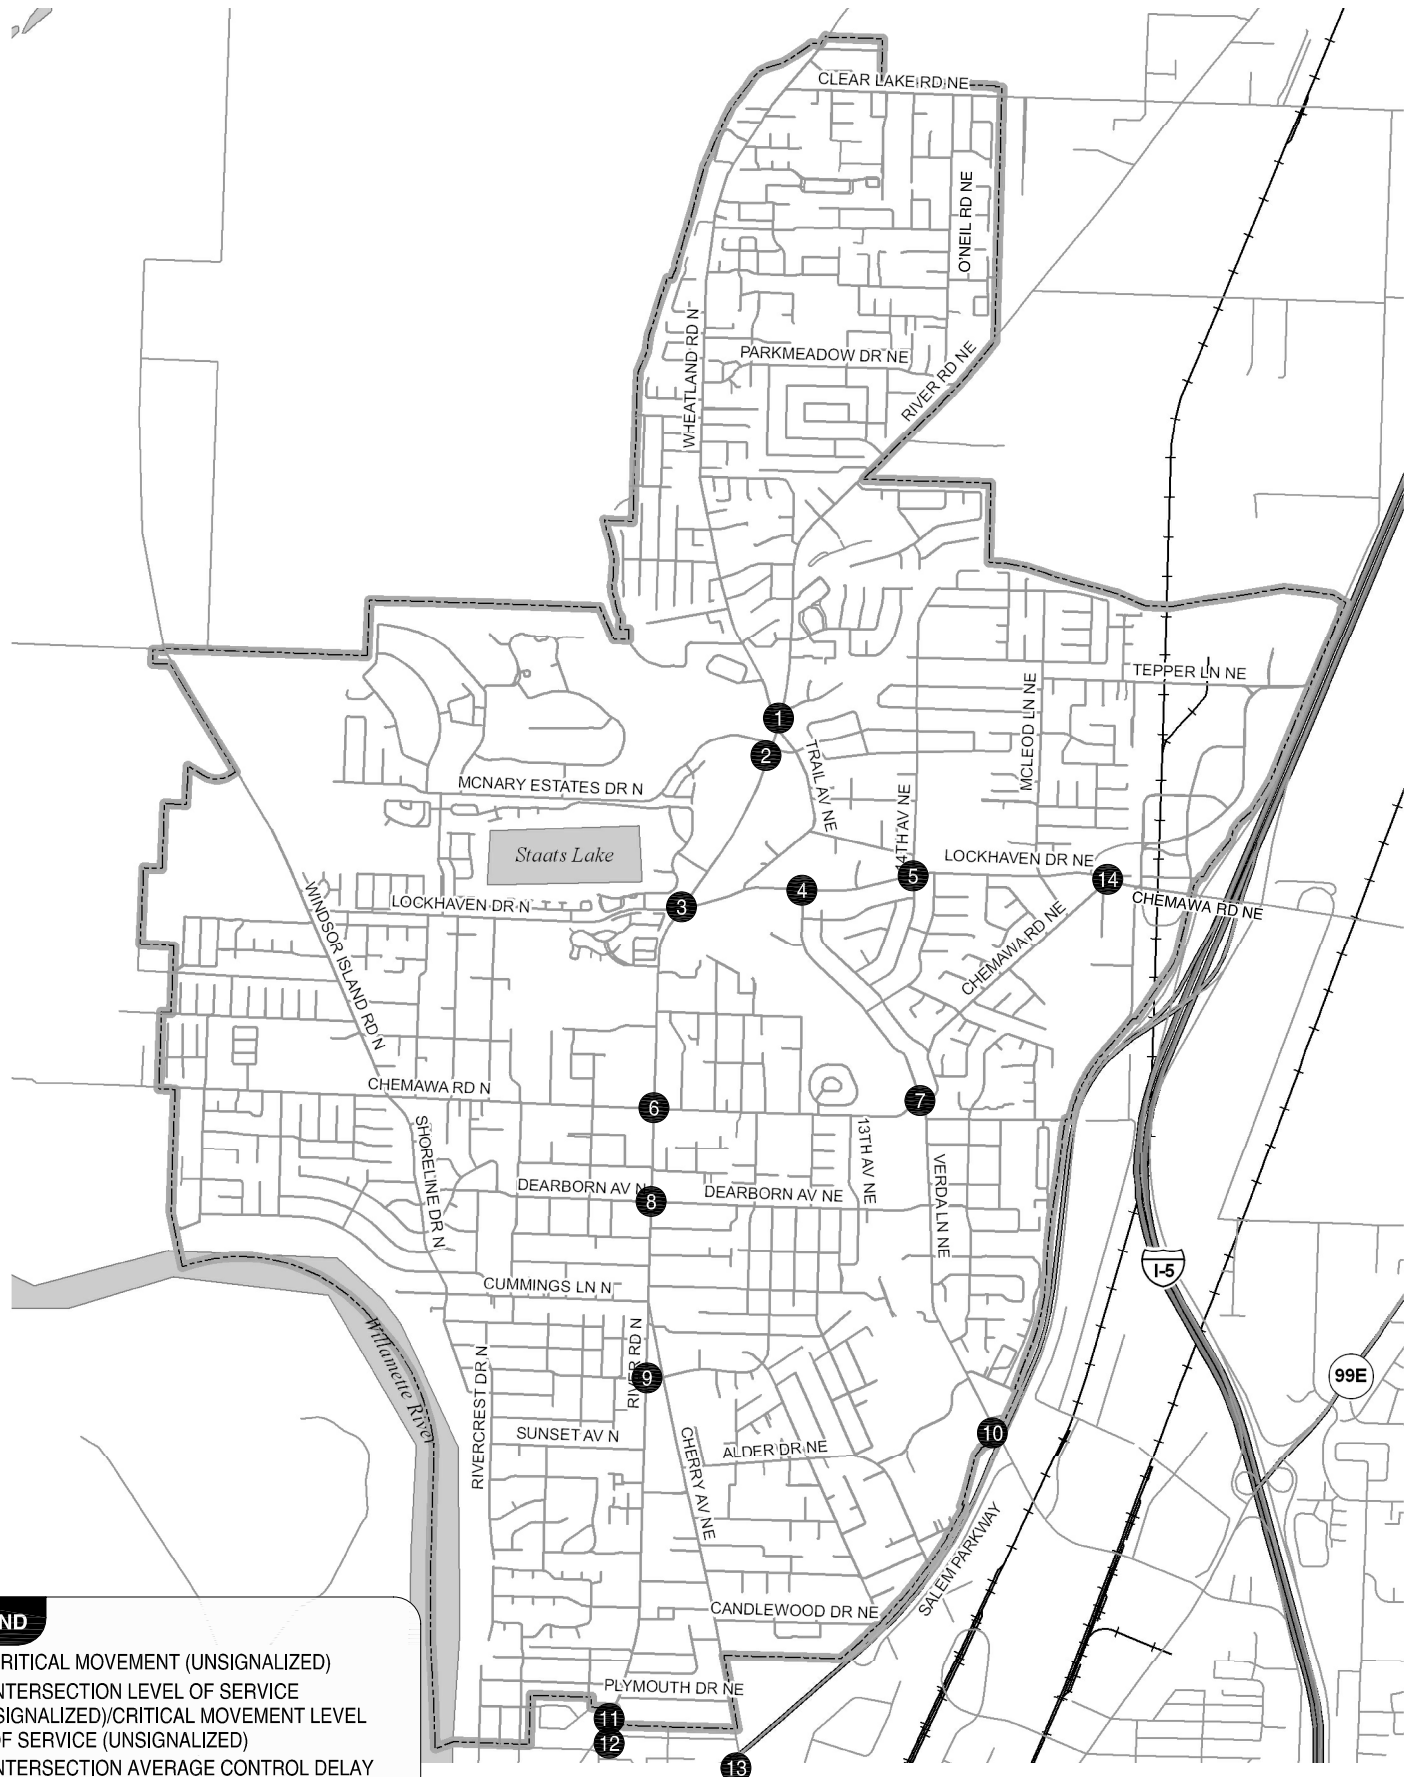 CLEAR LAKE RD NE
O'NEIL RD NE
WHEATLAND RD N
PARKMEADOW DR NE
RIVER RD NE
TEPPER LN NE
MCLEOD LN NE
1
2
TRAIL AV NE
MCNARY ESTATES DR N
14TH AV NE
Staats Lake
LOCKHAVEN DR NE
5
14
4
3
LOCKHAVEN DR N
CHEMAWA RD NE
CHEMAWA RD NE
WINDSOR ISLAND RD N
CHEMAWA RD N
6
7
SHORELINE DR N
13TH AV NE
VERDA LN NE
DEARBORN AV N
8
DEARBORN AV NE
I-5
CUMMINGS LN N
Willamette River
RIVER RD N
9
99E
RIVERCREST DR N
SUNSET AV N
CHERRY AV NE
ALDER DR NE
10
SALEM PARKWAY
CANDLEWOOD DR NE
PLYMOUTH DR NE
11
12
13
ND
RITICAL MOVEMENT (UNSIGNALIZED)
NTERSECTION LEVEL OF SERVICE
SIGNALIZED)/CRITICAL MOVEMENT LEVEL
OF SERVICE (UNSIGNALIZED)
NTERSECTION AVERAGE CONTROL DELAY